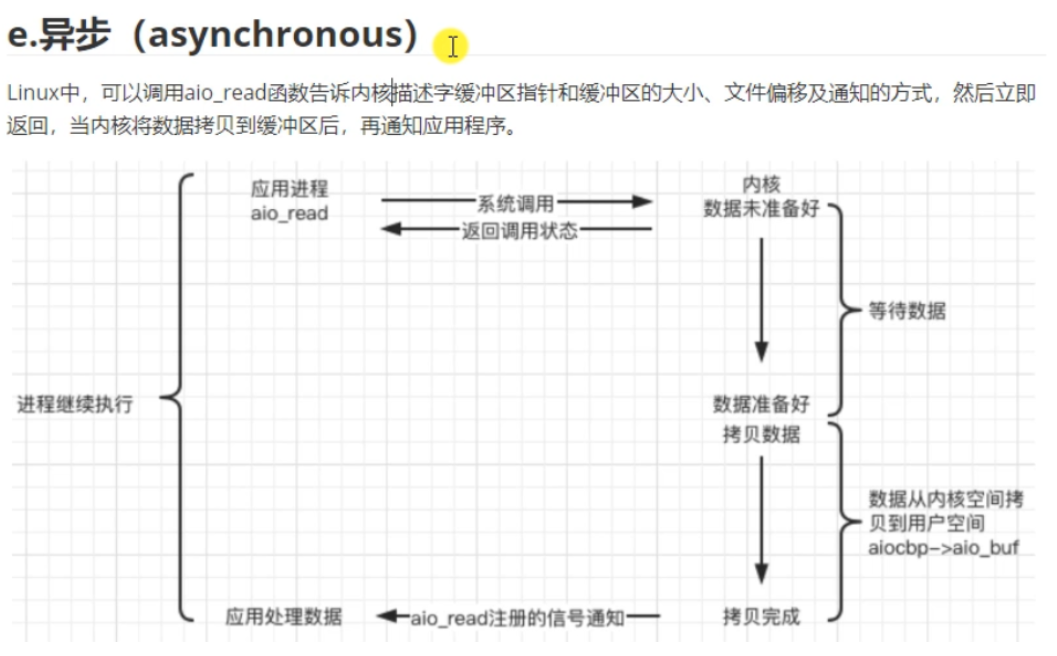 e.异步（asynchronous）
Linux中，可以调用aio_read函数告诉内核描述字缓冲区指针和缓冲区的大小、文件偏移及通知的方式，然后立即
返回，当内核将数据拷贝到缓冲区后，再通知应用程序。
应用进程
aio_read
系统调用
返回调用状态
内核
数据未准备好
等待数据
进程继续执行
数据准备好
拷贝数据
数据从内核空间拷
贝到用户空间
aiocbp->aio_buf
应用处理数据
aio_read注册的信号通知
拷贝完成